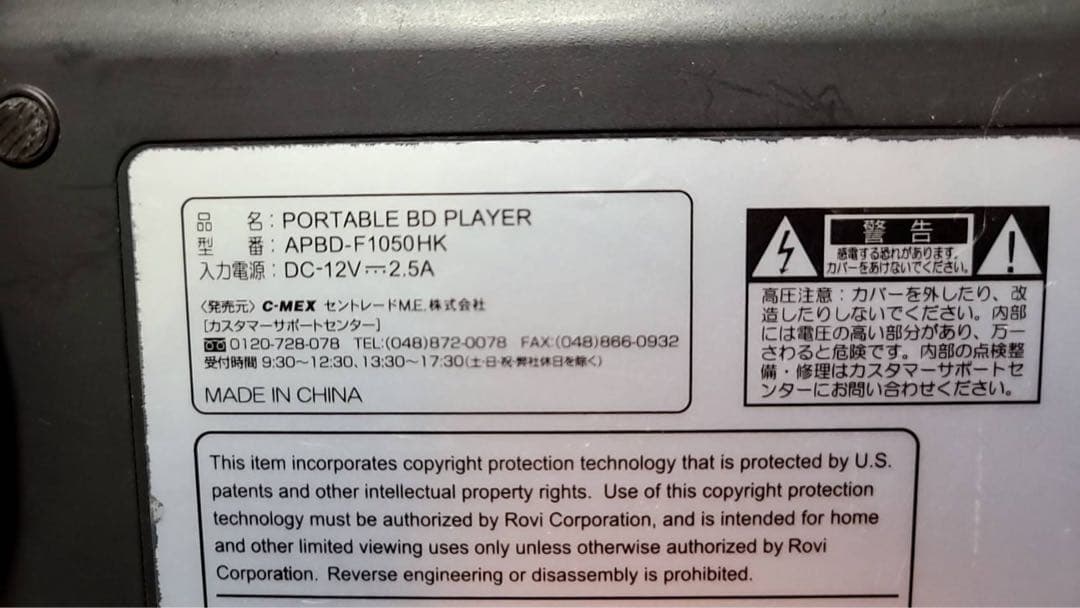 品　名：PORTABLE BD PLAYER
型　番：APBD-F1050HK
入力電源：DC-12V⎓2.5A
〈発売元〉C-MEX セントレードM.E.株式会社
[カスタマーサポートセンター]
0120-728-078 TEL:(048)872-0078 FAX:(048)866-0932
受付時間 9:30〜12:30、13:30〜17:30(土・日・祝・弊社休日を除く)
MADE IN CHINA
警告
感電する恐れがあります。
カバーをあけないでください。
高圧注意：カバーを外したり、改
造したりしないでください。内部
には電圧の高い部分があり、万一
さわると危険です。内部の点検整
備・修理はカスタマーサポートセ
ンターにお問い合わせください。
This item incorporates copyright protection technology that is protected by U.S.
patents and other intellectual property rights. Use of this copyright protection
technology must be authorized by Rovi Corporation, and is intended for home
and other limited viewing uses only unless otherwise authorized by Rovi
Corporation. Reverse engineering or disassembly is prohibited.